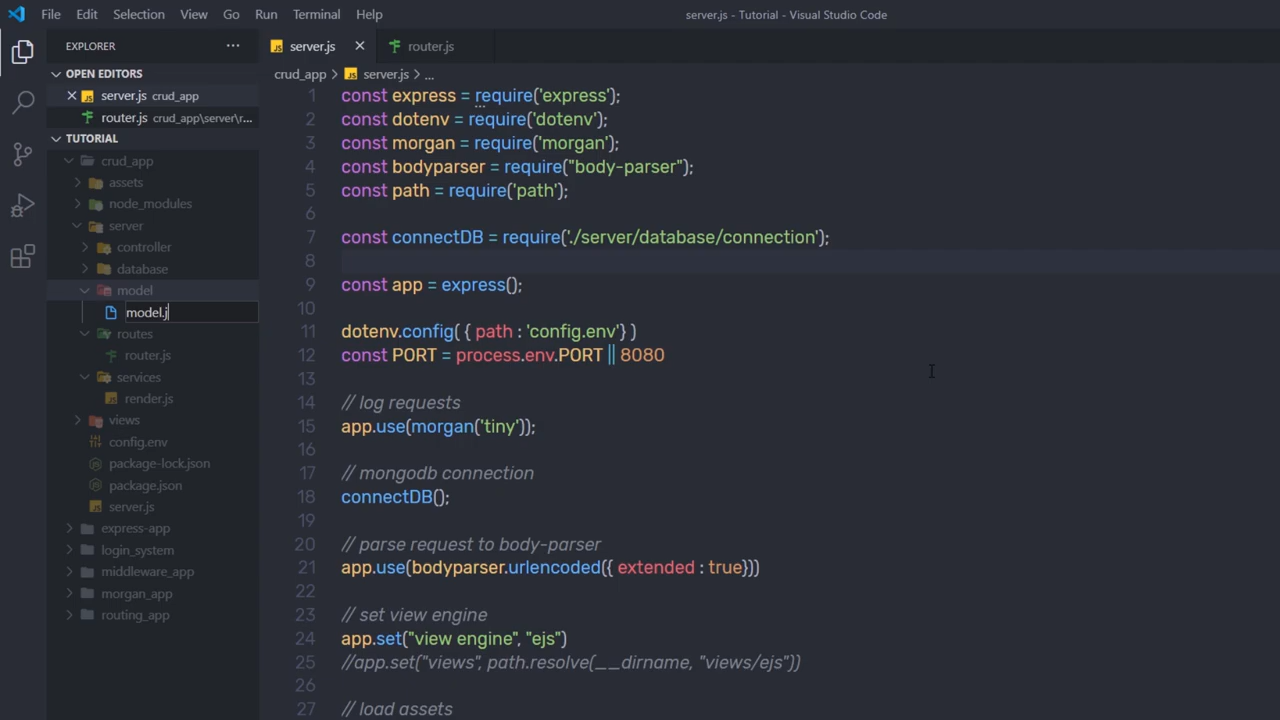 File Edit Selection View Go Run Terminal Help
server.js - Tutorial - Visual Studio Code
EXPLORER
OPEN EDITORS
server.js crud_app
router.js crud_app\server\r...
TUTORIAL
crud_app
assets
node_modules
server
controller
database
model
model.j
routes
router.js
services
render.js
views
config.env
package-lock.json
package.json
server.js
express-app
login_system
middleware_app
morgan_app
routing_app
server.js
router.js
crud_app > server.js > ...
1 const express = require('express');
2 const dotenv = require('dotenv');
3 const morgan = require('morgan');
4 const bodyparser = require("body-parser");
5 const path = require('path');
6
7 const connectDB = require('./server/database/connection');
8
9 const app = express();
10
11 dotenv.config( { path : 'config.env'} )
12 const PORT = process.env.PORT || 8080
13
14 // log requests
15 app.use(morgan('tiny'));
16
17 // mongodb connection
18 connectDB();
19
20 // parse request to body-parser
21 app.use(bodyparser.urlencoded({ extended : true}))
22
23 // set view engine
24 app.set("view engine", "ejs")
25 //app.set("views", path.resolve(__dirname, "views/ejs"))
26
27 // load assets